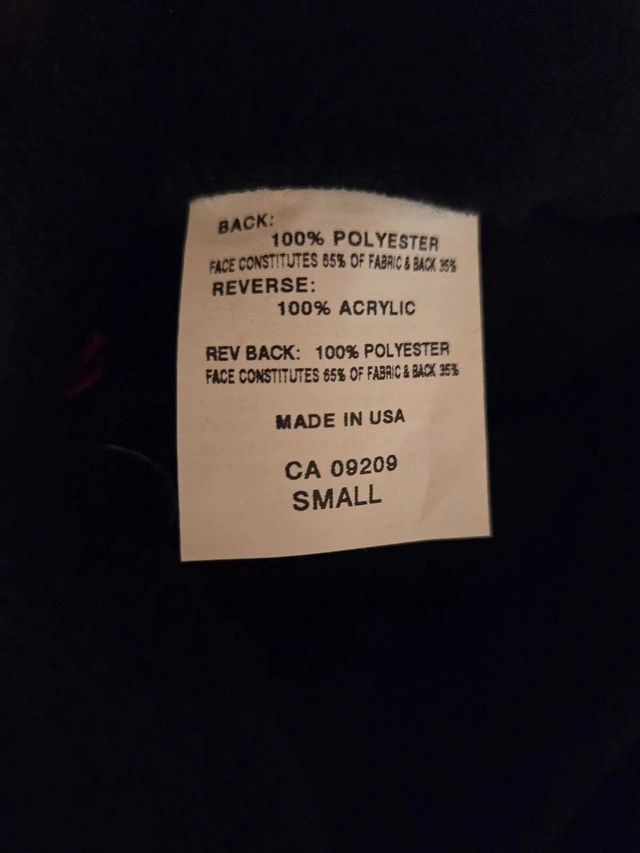 BACK:
100% POLYESTER
FACE CONSTITUTES 65% OF FABRIC & BACK 35%
REVERSE:
100% ACRYLIC
REV BACK: 100% POLYESTER
FACE CONSTITUTES 65% OF FABRIC & BACK 35%
MADE IN USA
CA 09209
SMALL